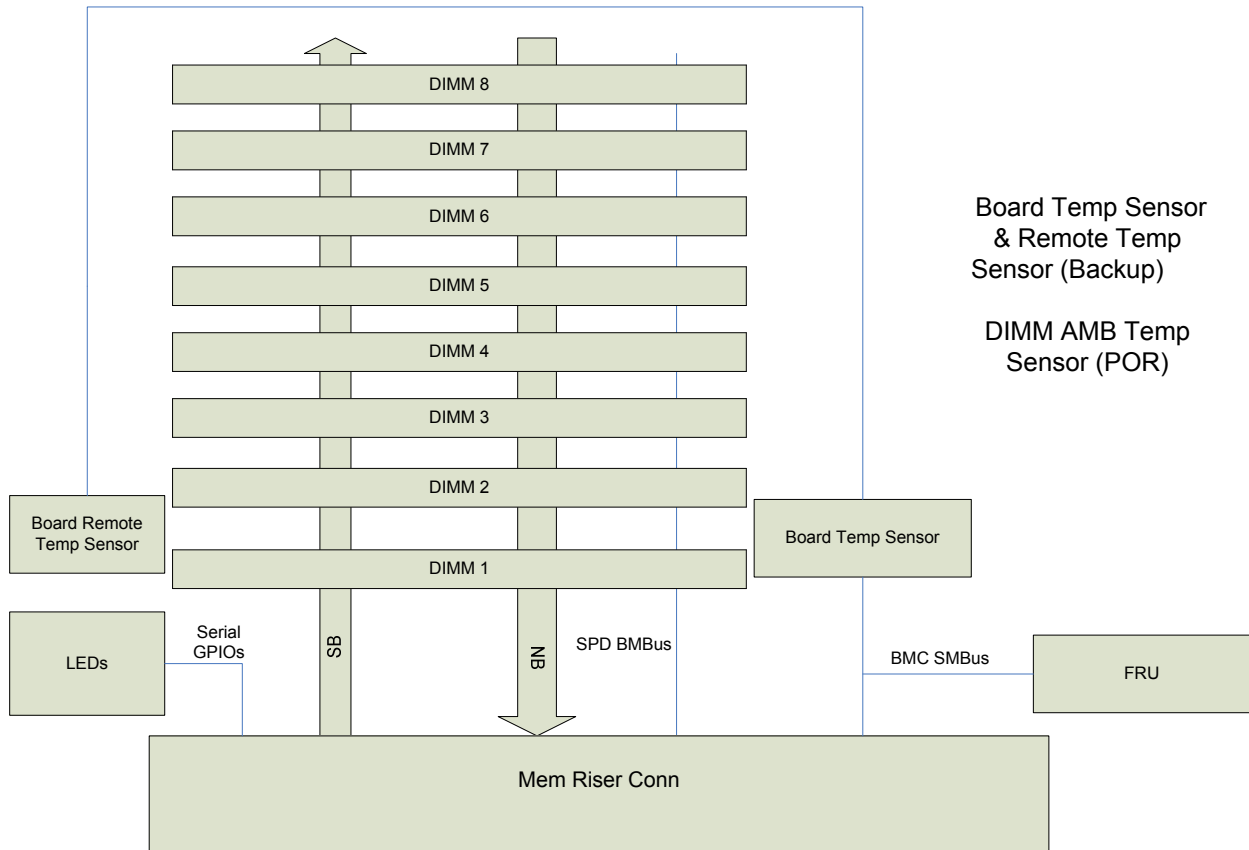 DIMM 8
DIMM 7
DIMM 6
DIMM 5
DIMM 4
DIMM 3
DIMM 2
DIMM 1
Board Temp Sensor
& Remote Temp
Sensor (Backup)
DIMM AMB Temp
Sensor (POR)
Board Remote
Temp Sensor
Board Temp Sensor
LEDs
Serial
GPIOs
SB
NB
SPD BMBus
BMC SMBus
FRU
Mem Riser Conn